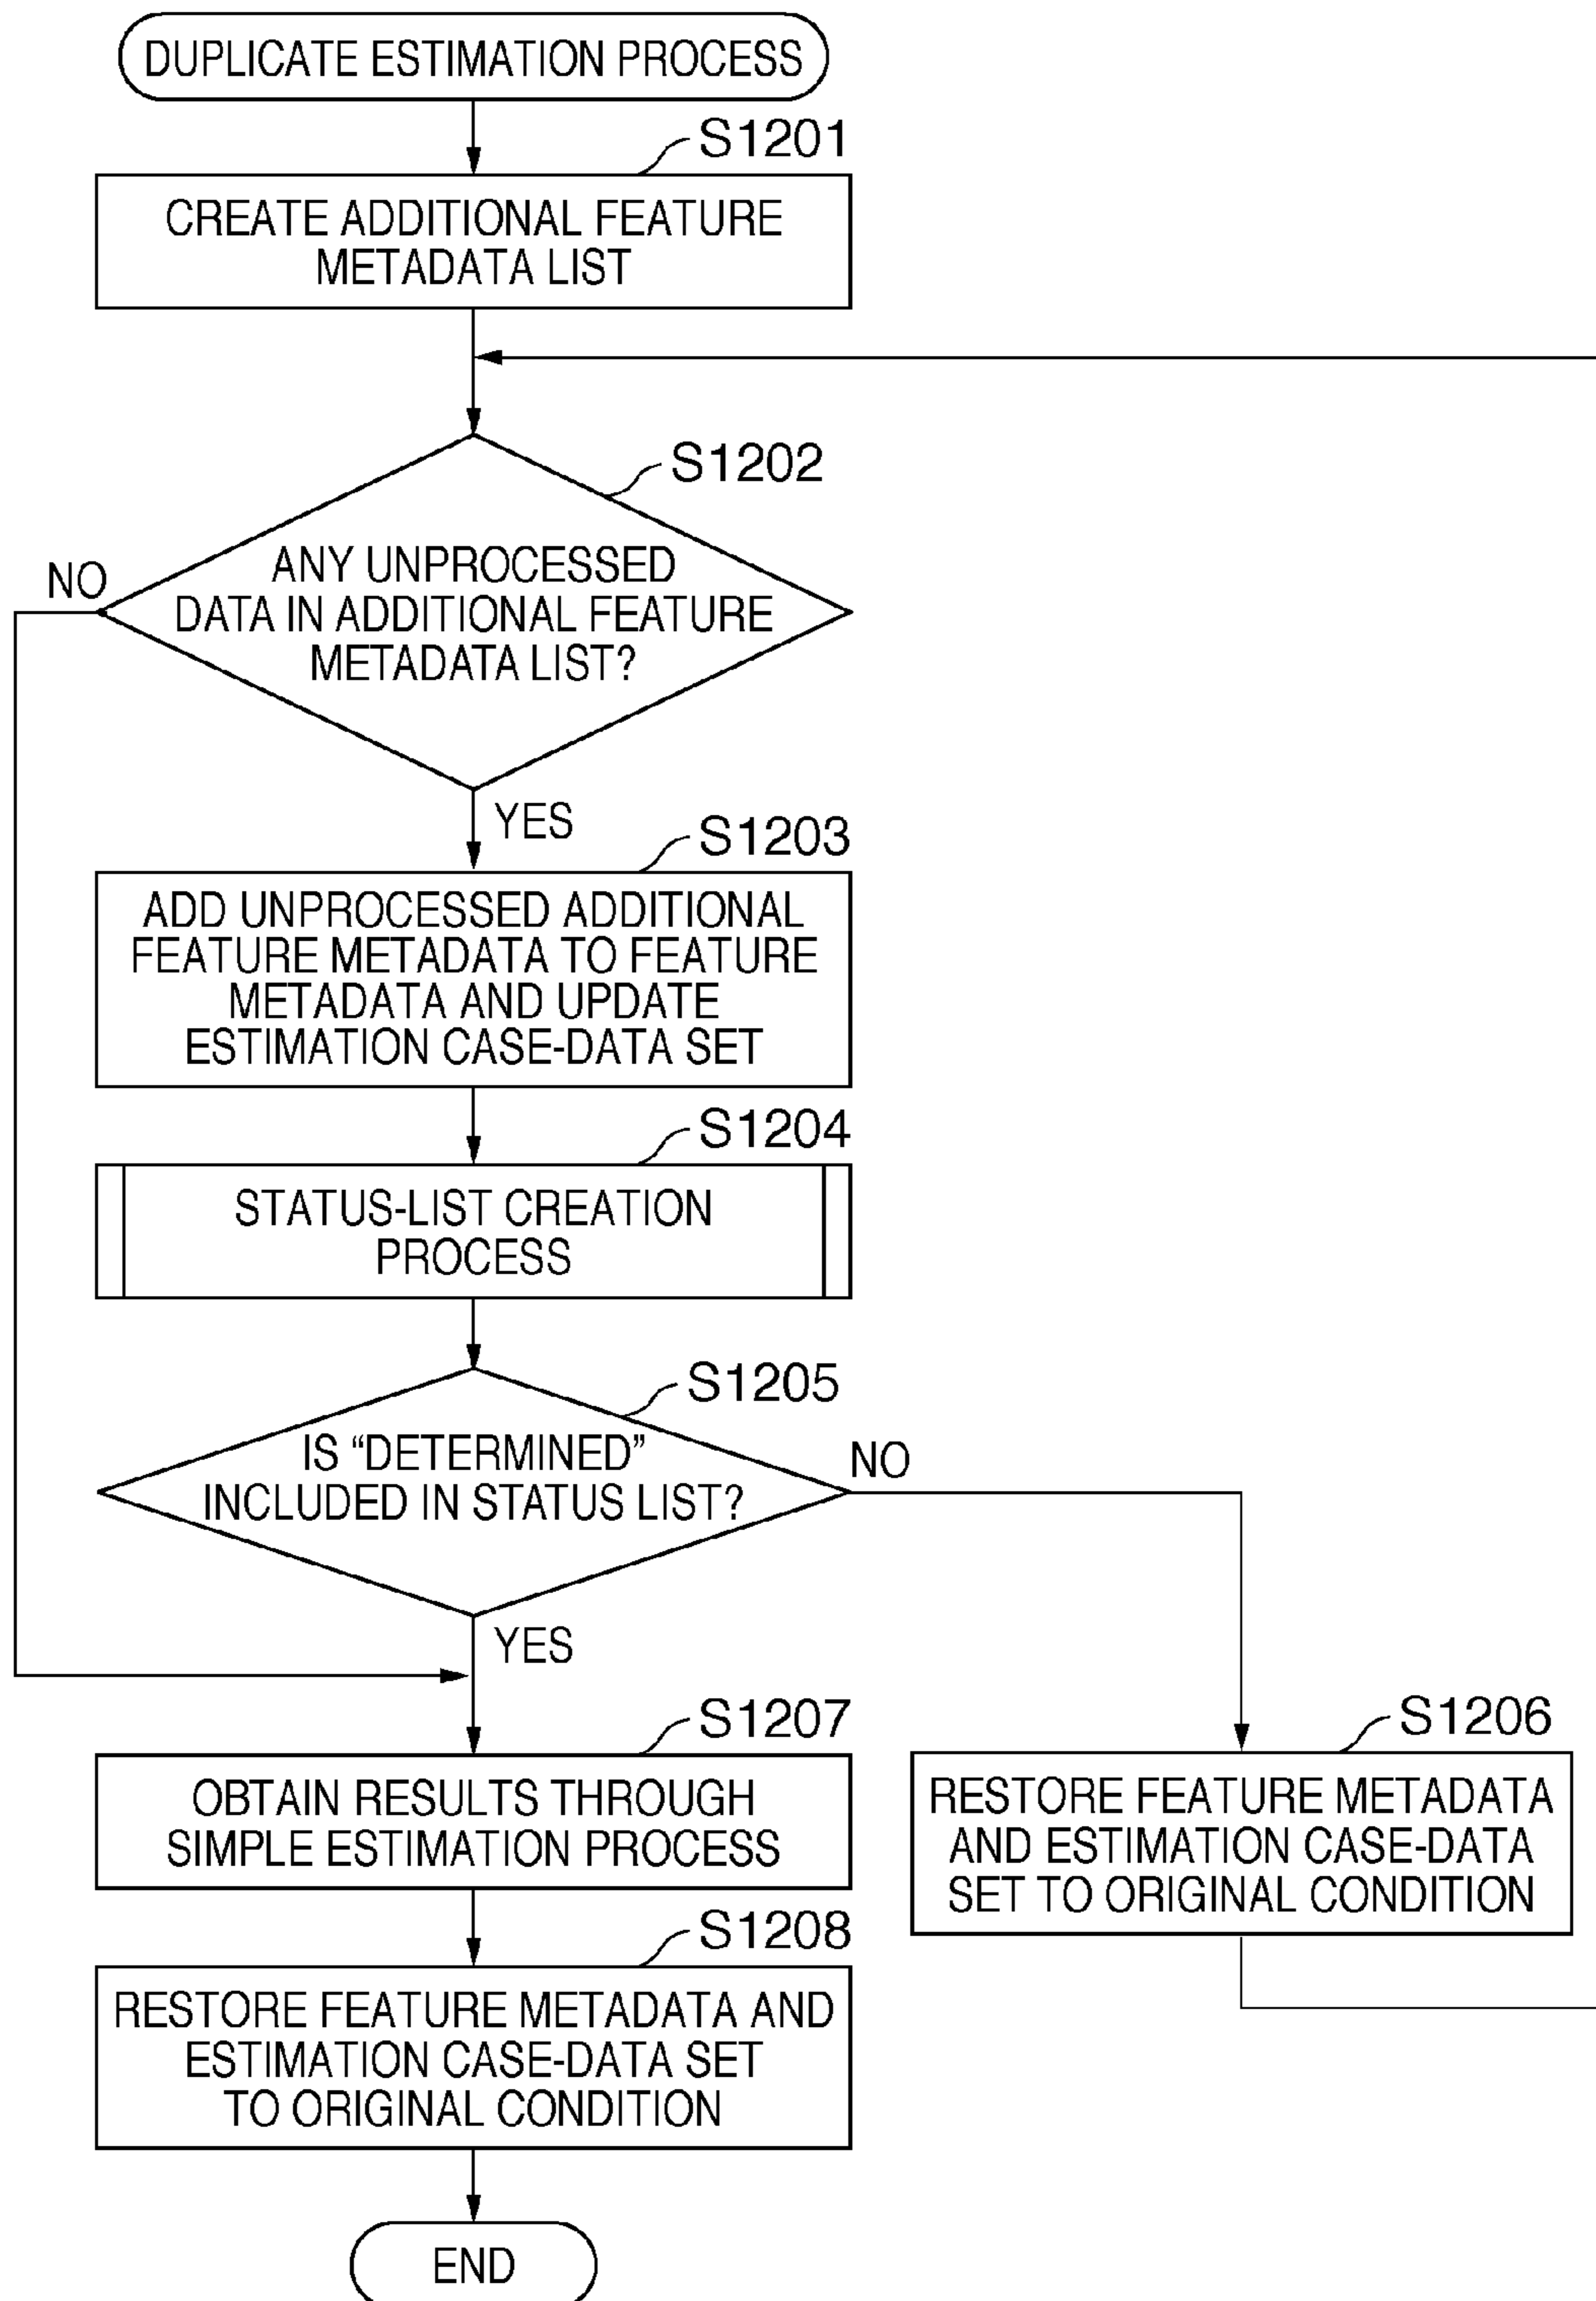 DUPLICATE ESTIMATION PROCESS
S1201
CREATE ADDITIONAL FEATURE
METADATA LIST
S1202
NO
ANY UNPROCESSED
DATA IN ADDITIONAL FEATURE
METADATA LIST?
YES
S1203
ADD UNPROCESSED ADDITIONAL
FEATURE METADATA TO FEATURE
METADATA AND UPDATE
ESTIMATION CASE-DATA SET
S1204
STATUS-LIST CREATION
PROCESS
S1205
IS “DETERMINED”
INCLUDED IN STATUS LIST?
NO
YES
S1207
OBTAIN RESULTS THROUGH
SIMPLE ESTIMATION PROCESS
S1206
RESTORE FEATURE METADATA
AND ESTIMATION CASE-DATA
SET TO ORIGINAL CONDITION
S1208
RESTORE FEATURE METADATA AND
ESTIMATION CASE-DATA SET
TO ORIGINAL CONDITION
END